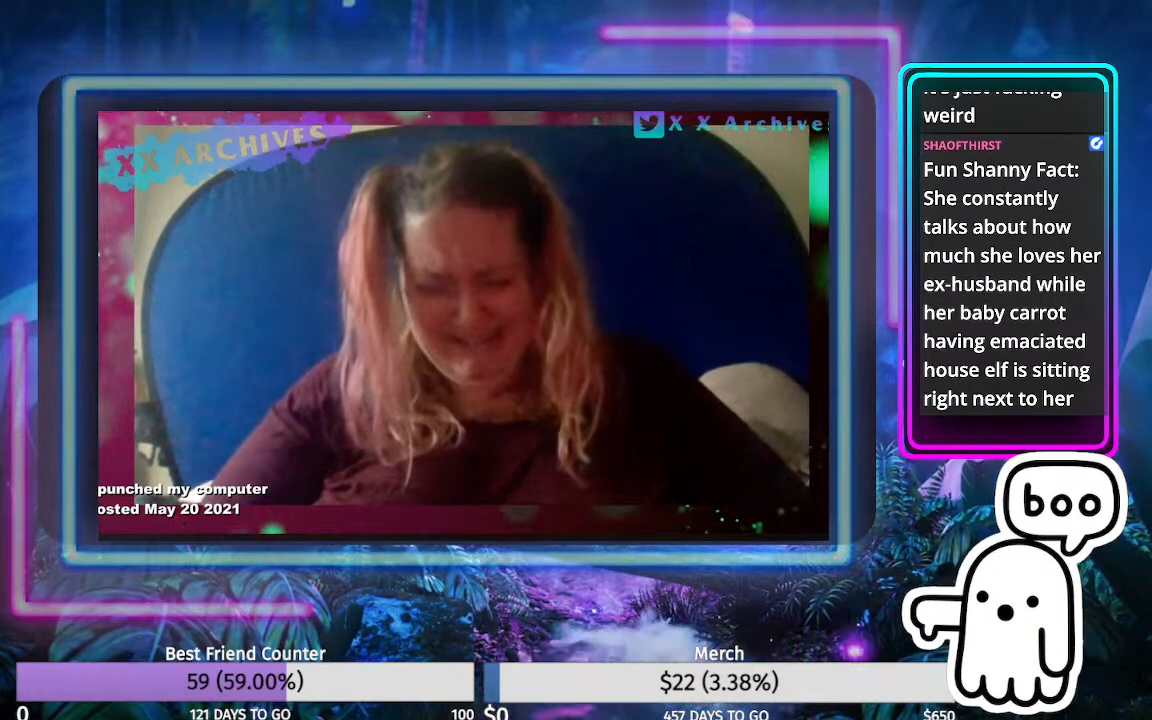 XX ARCHIVES
X X Archive
weird
SHAOFTHIRST
Fun Shanny Fact:
She constantly
talks about how
much she loves her
ex-husband while
her baby carrot
having emaciated
house elf is sitting
right next to her
punched my computer
osted May 20 2021
boo
Best Friend Counter
59 (59.00%)
0
121 DAYS TO GO
100
Merch
$22 (3.38%)
$0
457 DAYS TO GO
$650